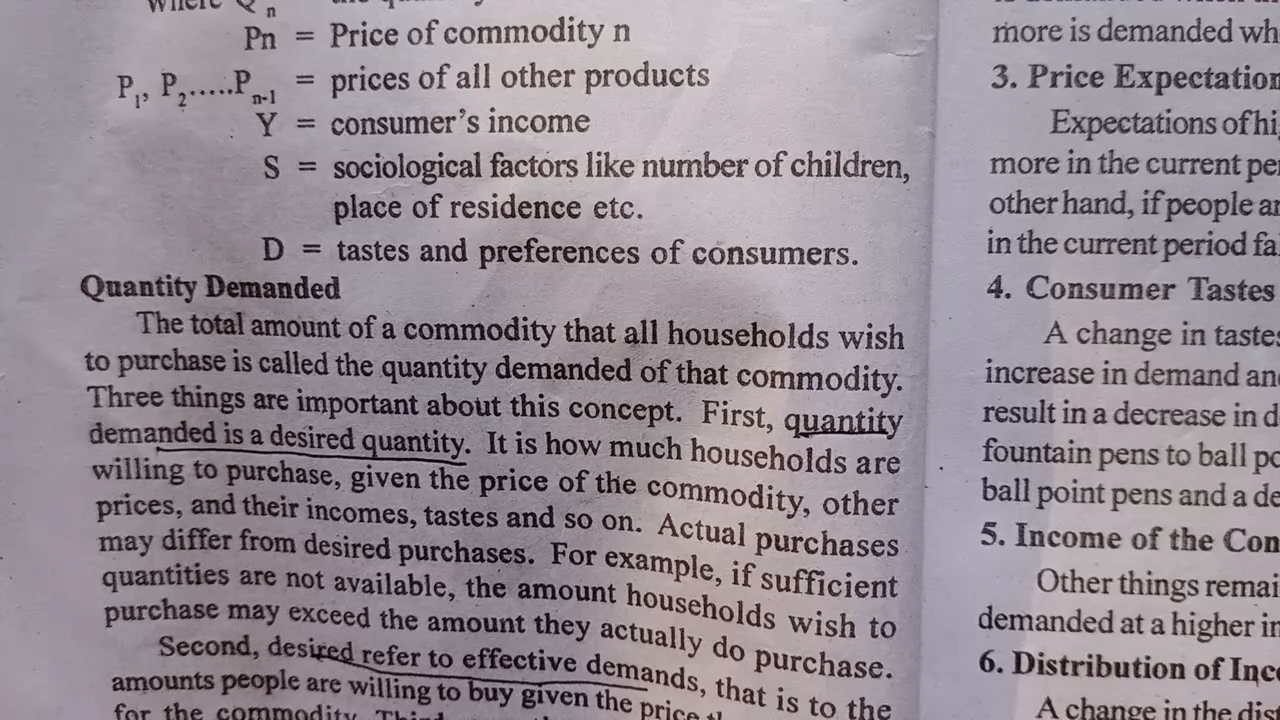 where Q n
Pn = Price of commodity n
P1, P2.....Pn-1 = prices of all other products
Y = consumer's income
S = sociological factors like number of children,
place of residence etc.
D = tastes and preferences of consumers.
Quantity Demanded
The total amount of a commodity that all households wish
to purchase is called the quantity demanded of that commodity.
Three things are important about this concept. First, quantity
demanded is a desired quantity. It is how much households are
willing to purchase, given the price of the commodity, other
prices, and their incomes, tastes and so on. Actual purchases
may differ from desired purchases. For example, if sufficient
quantities are not available, the amount households wish to
purchase may exceed the amount they actually do purchase.
Second, desired refer to effective demands, that is to the
amounts people are willing to buy given the price
for the commodity. Third
more is demanded wh
3. Price Expectation
Expectations of hi
more in the current pe
other hand, if people ar
in the current period fa
4. Consumer Tastes
A change in tastes
increase in demand an
result in a decrease in d
fountain pens to ball po
ball point pens and a de
5. Income of the Con
Other things remai
demanded at a higher in
6. Distribution of Inc
A change in the dist